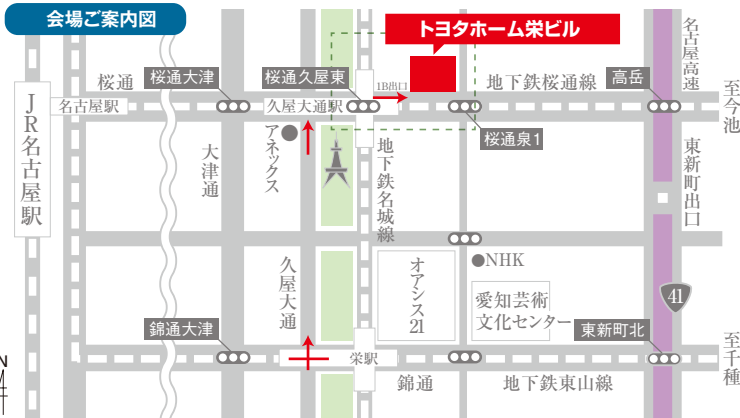 会場ご案内図
トヨタホーム栄ビル
桜通
桜通大津
桜通久屋東
1B出口
地下鉄桜通線
高岳
名古屋高速
至今池
JR名古屋駅
名古屋駅
久屋大通駅
桜通泉1
アネックス
大津通
地下鉄名城線
東新町出口
久屋大通
オアシス21
NHK
愛知芸術
文化センター
41
錦通大津
東新町北
栄駅
至千種
錦通
地下鉄東山線
N